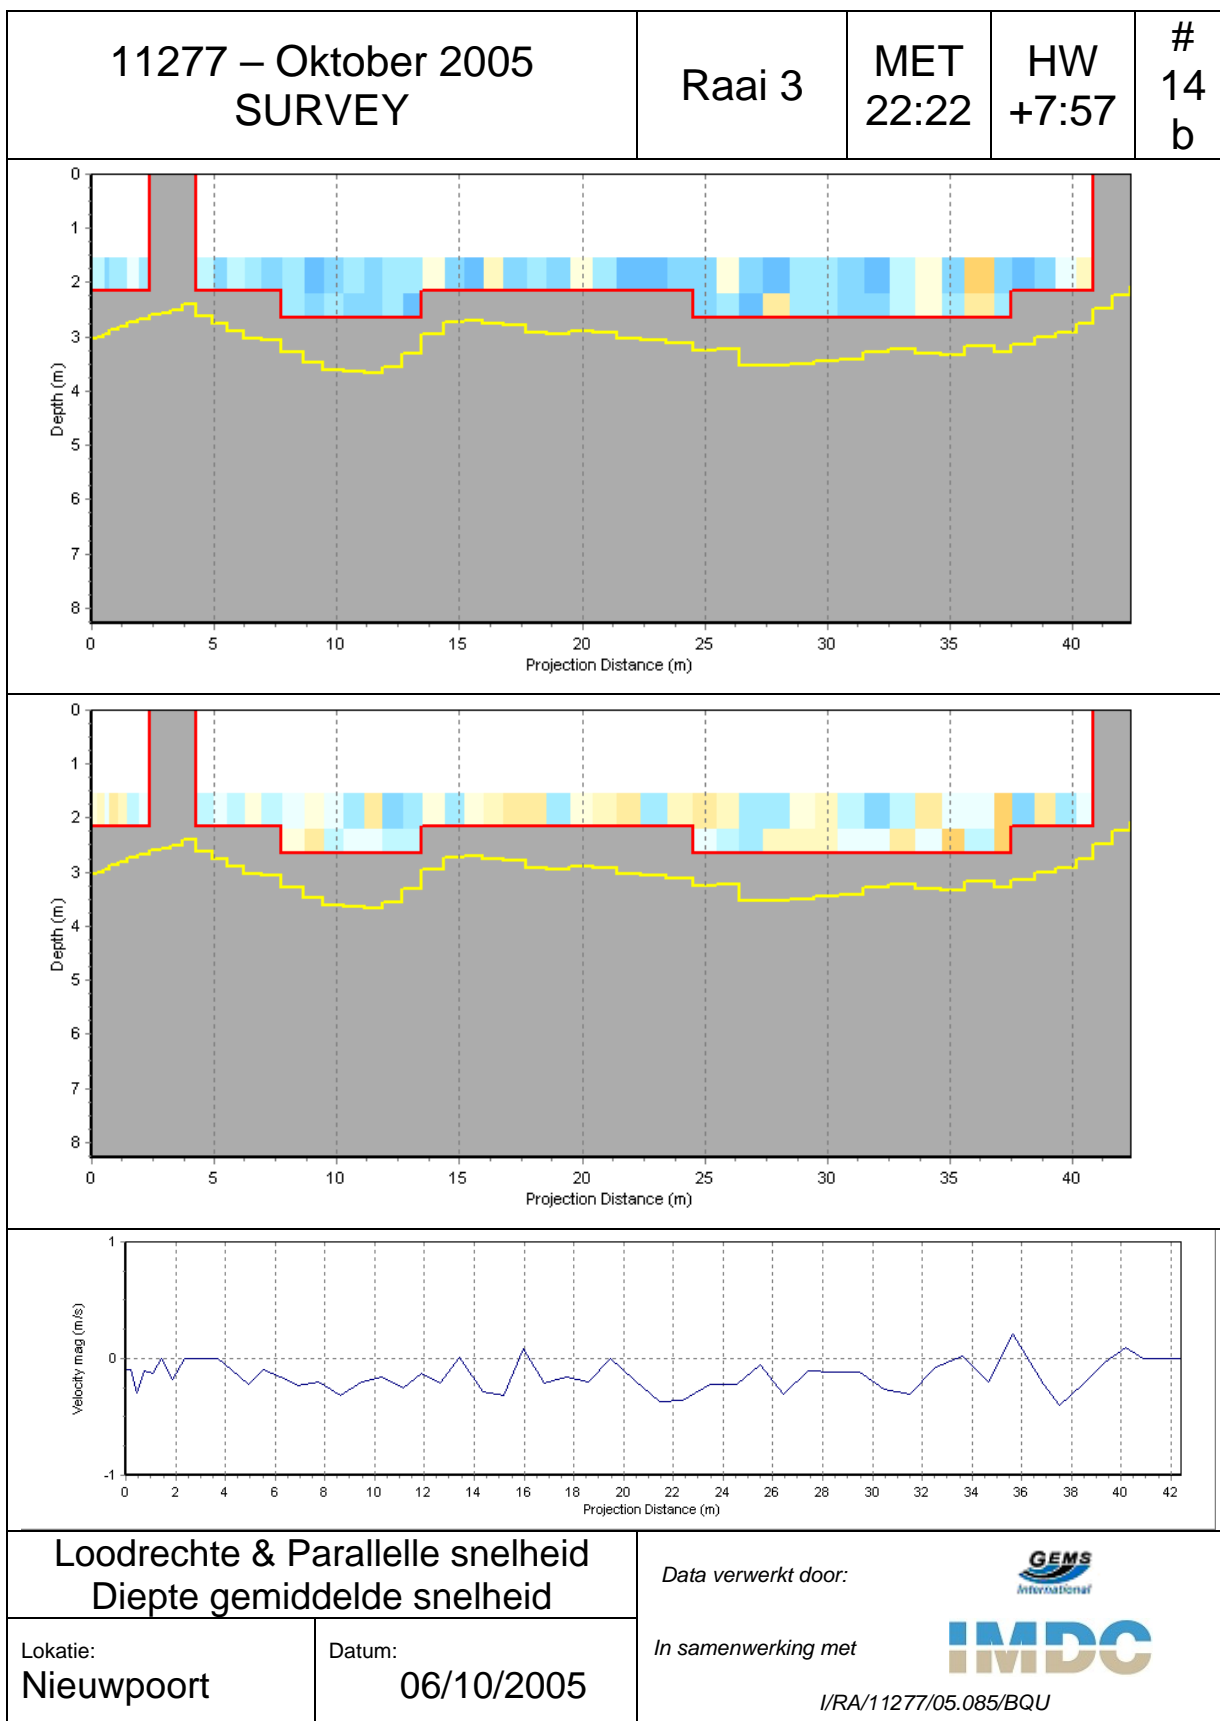 11277 – Oktober 2005
SURVEY
Raai 3
MET
22:22
HW
+7:57
#
14
b
0
1
2
3
4
5
6
7
8
Depth (m)
0 5 10 15 20 25 30 35 40
Projection Distance (m)
0
1
2
3
4
5
6
7
8
Depth (m)
0 5 10 15 20 25 30 35 40
Projection Distance (m)
1
0
-1
Velocity mag (m/s)
0 2 4 6 8 10 12 14 16 18 20 22 24 26 28 30 32 34 36 38 40 42
Projection Distance (m)
Loodrechte & Parallelle snelheid
Diepte gemiddelde snelheid
Lokatie:
Nieuwpoort
Datum:
06/10/2005
Data verwerkt door:
GEMS
International
In samenwerking met
IMDC
I/RA/11277/05.085/BQU